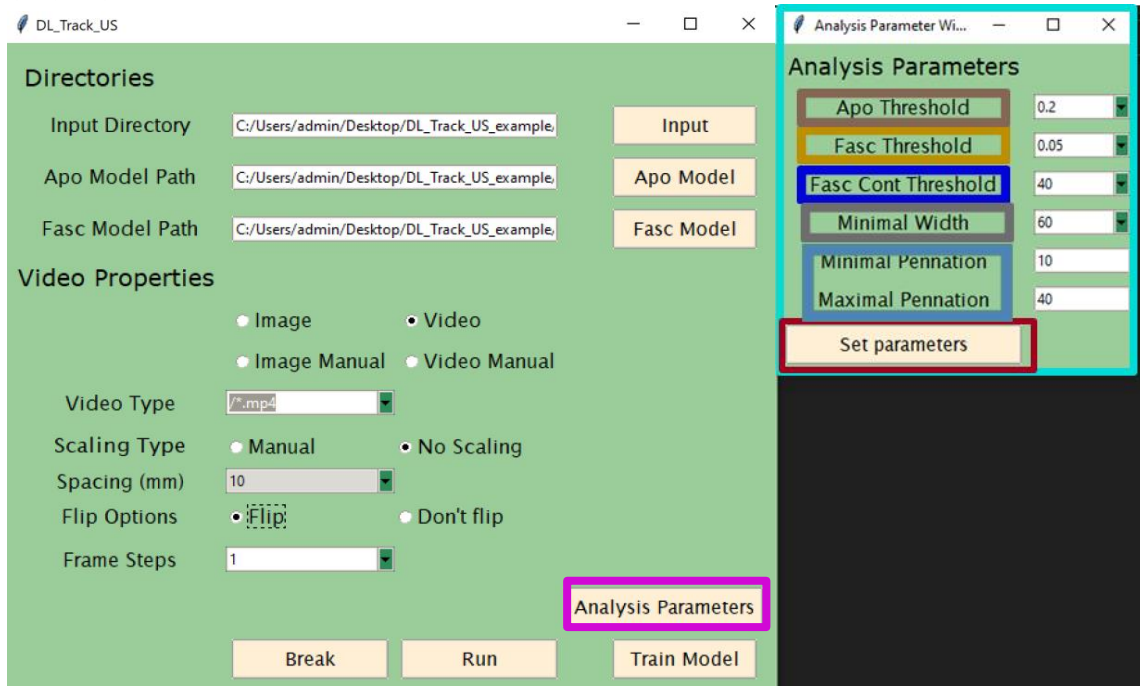 DL_Track_US
Directories
Input Directory C:/Users/admin/Desktop/DL_Track_US_example/ Input
Apo Model Path C:/Users/admin/Desktop/DL_Track_US_example/ Apo Model
Fasc Model Path C:/Users/admin/Desktop/DL_Track_US_example/ Fasc Model
Video Properties
Image Video
Image Manual Video Manual
Video Type /*.mp4
Scaling Type Manual No Scaling
Spacing (mm) 10
Flip Options Flip Don't flip
Frame Steps 1
Analysis Parameters
Break Run Train Model
Analysis Parameter Wi...
Analysis Parameters
Apo Threshold 0.2
Fasc Threshold 0.05
Fasc Cont Threshold 40
Minimal Width 60
Minimal Pennation 10
Maximal Pennation 40
Set parameters